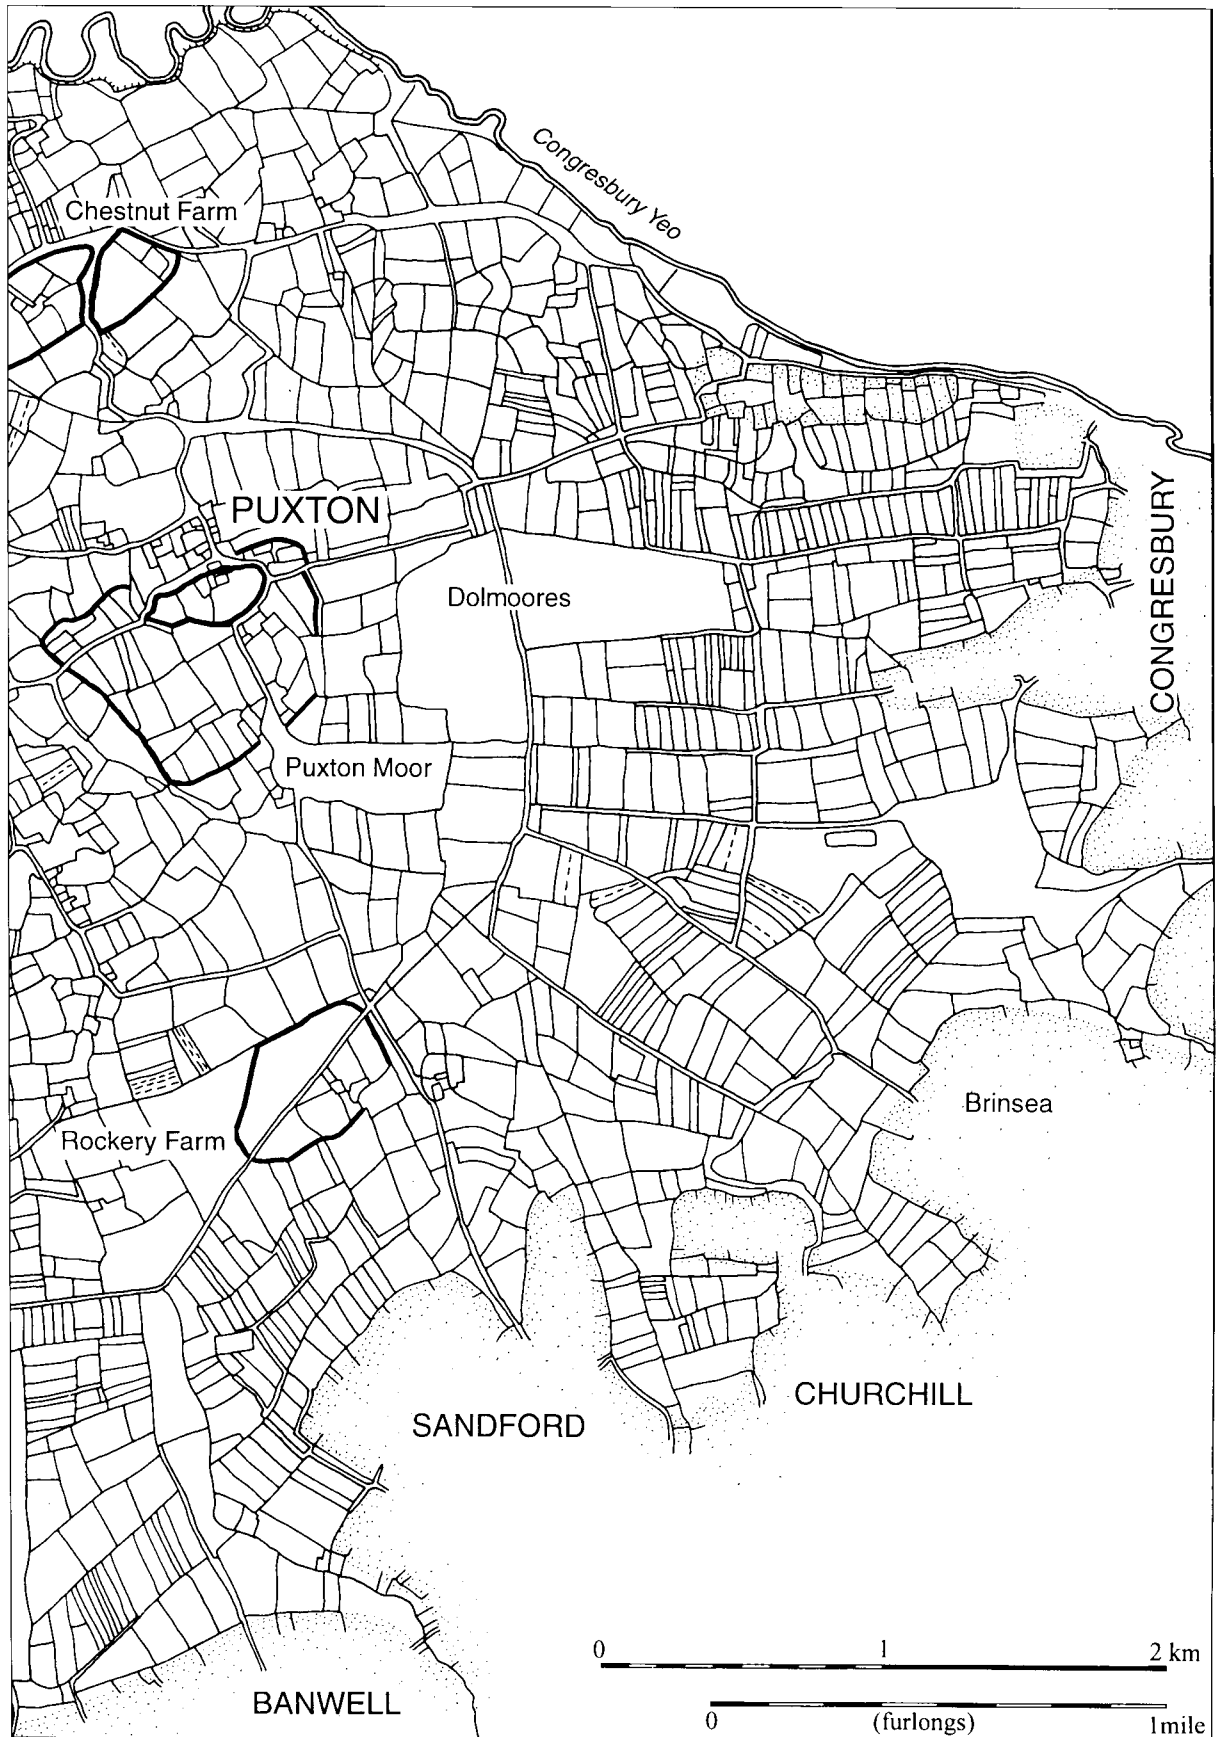 Congresbury Yeo
Chestnut Farm
PUXTON
CONGRESBURY
Dolmoores
Puxton Moor
Brinsea
Rockery Farm
CHURCHILL
SANDFORD
0 1 2 km
BANWELL
0 (furlongs) 1mile